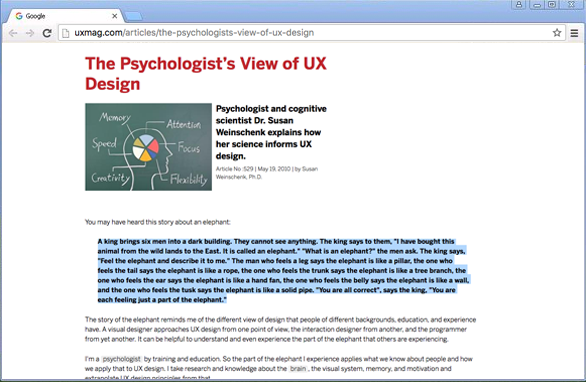 Google
uxmag.com/articles/the-psychologists-view-of-ux-design
The Psychologist's View of UX
Design
Memory
Attention
Speed
Focus
Creativity
Flexibility
Psychologist and cognitive
scientist Dr. Susan
Weinschenk explains how
her science informs UX
design.
Article No :529 | May 19, 2010 | by Susan
Weinschenk, Ph.D.
You may have heard this story about an elephant:
A king brings six men into a dark building. They cannot see anything. The king says to them, "I have bought this
animal from the wild lands to the East. It is called an elephant." "What is an elephant?" the men ask. The king says,
"Feel the elephant and describe it to me." The man who feels a leg says the elephant is like a pillar, the one who
feels the tail says the elephant is like a rope, the one who feels the trunk says the elephant is like a tree branch, the
one who feels the ear says the elephant is like a hand fan, the one who feels the belly says the elephant is like a wall,
and the one who feels the tusk says the elephant is like a solid pipe. "You are all correct", says the king, "You are
each feeling just a part of the elephant."
The story of the elephant reminds me of the different view of design that people of different backgrounds, education, and experience
have. A visual designer approaches UX design from one point of view, the interaction designer from another, and the programmer
from yet another. It can be helpful to understand and even experience the part of the elephant that others are experiencing.
I'm a psychologist by training and education. So the part of the elephant I experience applies what we know about people and how
we apply that to UX design. I take research and knowledge about the brain , the visual system, memory, and motivation and
extrapolate UX design principles from that.